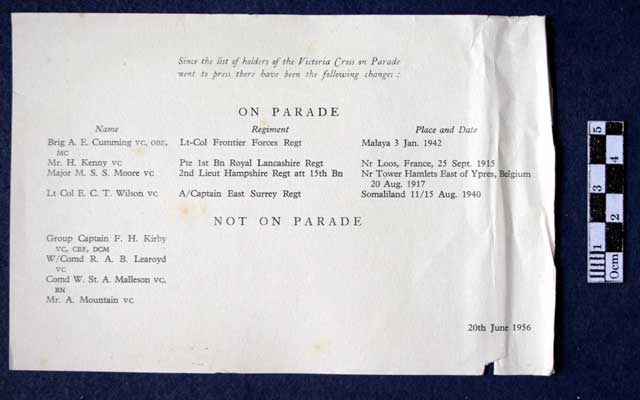 Since the list of holders of the Victoria Cross on Parade
went to press there have been the following changes :
ON PARADE
Name Regiment Place and Date
Brig A. E. Cumming VC, OBE, Lt-Col Frontier Forces Regt Malaya 3 Jan. 1942
MC
Mr. H. Kenny VC Pte 1st Bn Royal Lancashire Regt Nr Loos, France, 25 Sept. 1915
Major M. S. S. Moore VC 2nd Lieut Hampshire Regt att 15th Bn Nr Tower Hamlets East of Ypres, Belgium
20 Aug. 1917
Lt Col E. C. T. Wilson VC A/Captain East Surrey Regt Somaliland 11/15 Aug. 1940
NOT ON PARADE
Group Captain F. H. Kirby
VC, CBE, DCM
W/Comd R. A. B. Learoyd
VC
Comd W. St. A. Malleson VC,
RN
Mr. A. Mountain VC
20th June 1956
0cm 1 2 3 4 5